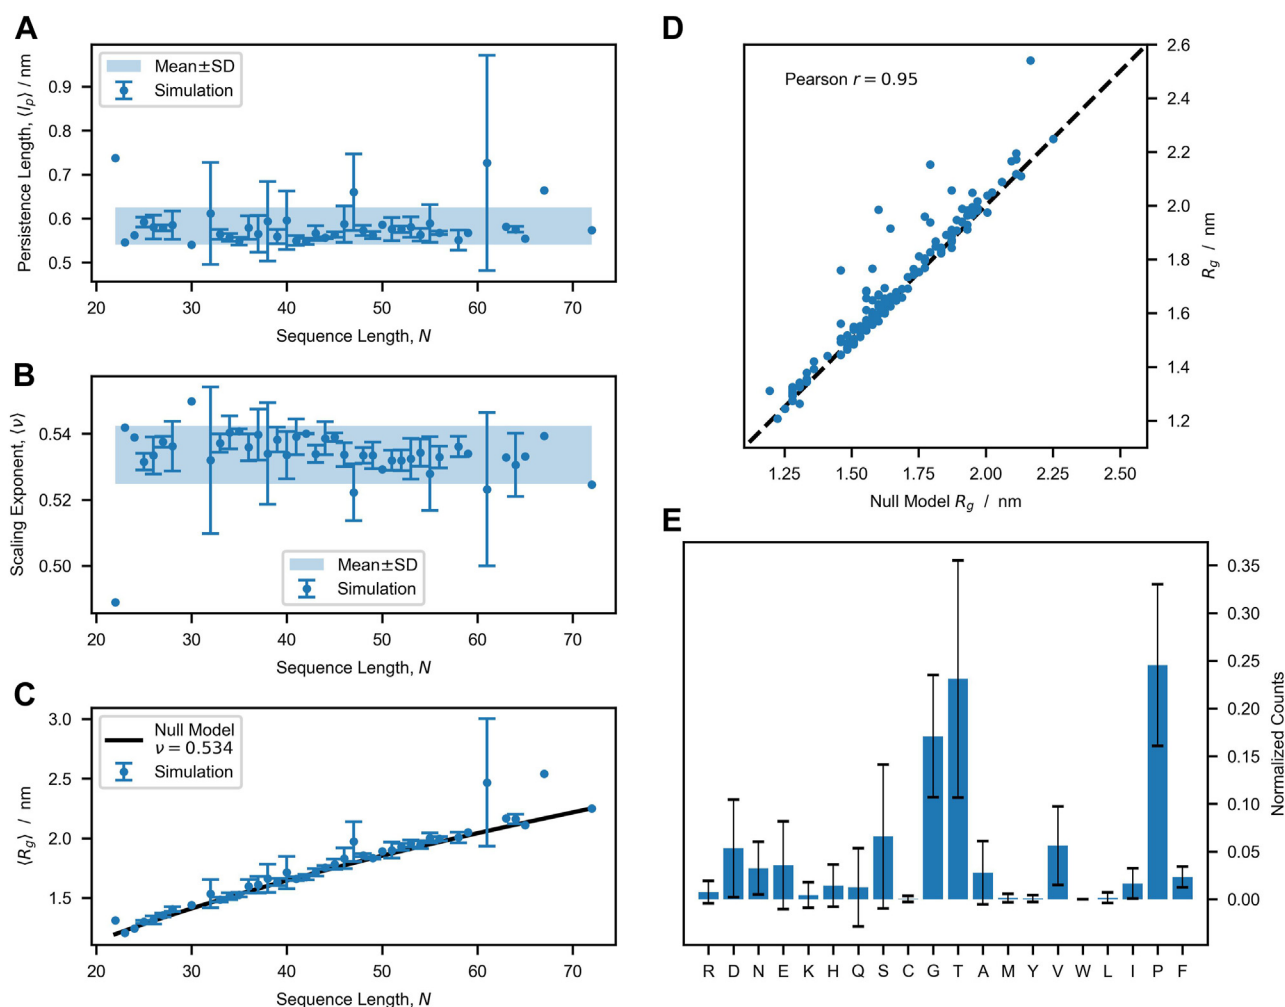 A
Persistence Length, ⟨l_p⟩ / nm
0.9
0.8
0.7
0.6
0.5
Mean±SD
Simulation
20 30 40 50 60 70
Sequence Length, N
B
Scaling Exponent, ⟨ν⟩
0.54
0.52
0.50
Mean±SD
Simulation
20 30 40 50 60 70
Sequence Length, N
C
⟨R_g⟩ / nm
3.0
2.5
2.0
1.5
Null Model
ν = 0.534
Simulation
20 30 40 50 60 70
Sequence Length, N
D
Pearson r = 0.95
2.6
2.4
2.2
2.0
1.8
1.6
1.4
1.2
R_g / nm
1.25 1.50 1.75 2.00 2.25 2.50
Null Model R_g / nm
E
0.35
0.30
0.25
0.20
0.15
0.10
0.05
0.00
Normalized Counts
R D N E K H Q S C G T A M Y V W L I P F